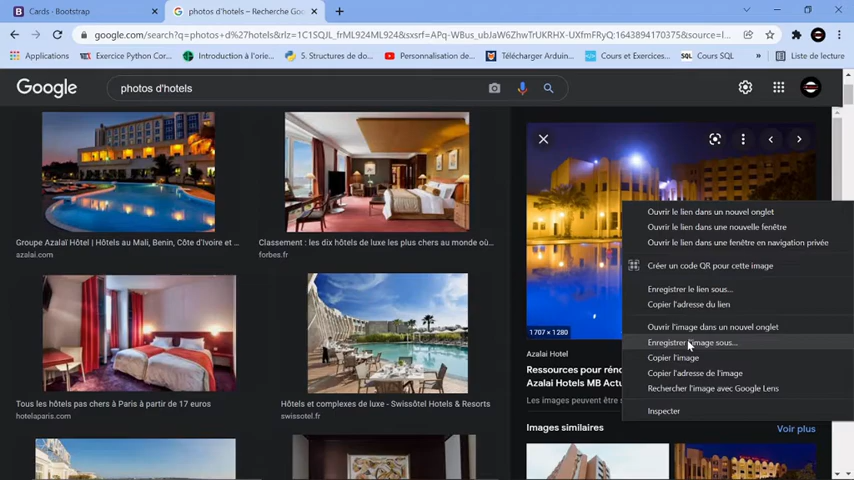 Cards - Bootstrap
photos d'hotels – Recherche Goo
google.com/search?q=photos+d%27hotels&rlz=1C1SQJL_frML924ML924&sxsrf=APq-WBus_ubJaW6ZhwTrUKRHX-UXfmFRyQ:1643894170375&source=l...
Applications
Exercice Python Cor...
Introduction à l'orie...
5. Structures de do...
Personnalisation de...
Télécharger Arduin...
Cours et Exercices...
SQL Cours SQL
»
Liste de lecture
Google
photos d'hotels
Groupe Azalaï Hôtel | Hôtels au Mali, Benin, Côte d'Ivoire et ...
azalai.com
Classement : les dix hôtels de luxe les plus chers au monde où...
forbes.fr
Tous les hôtels pas chers à Paris à partir de 17 euros
hotelaparis.com
Hôtels et complexes de luxe - Swissôtel Hotels & Resorts
swissotel.fr
1707 × 1280
Azalai Hotel
Ressources pour réno
Azalai Hotels MB Actu
Les images peuvent être s
Images similaires
Voir plus
Ouvrir le lien dans un nouvel onglet
Ouvrir le lien dans une nouvelle fenêtre
Ouvrir le lien dans une fenêtre en navigation privée
Créer un code QR pour cette image
Enregistrer le lien sous...
Copier l'adresse du lien
Ouvrir l'image dans un nouvel onglet
Enregistrer l'image sous...
Copier l'image
Copier l'adresse de l'image
Rechercher l'image avec Google Lens
Inspecter